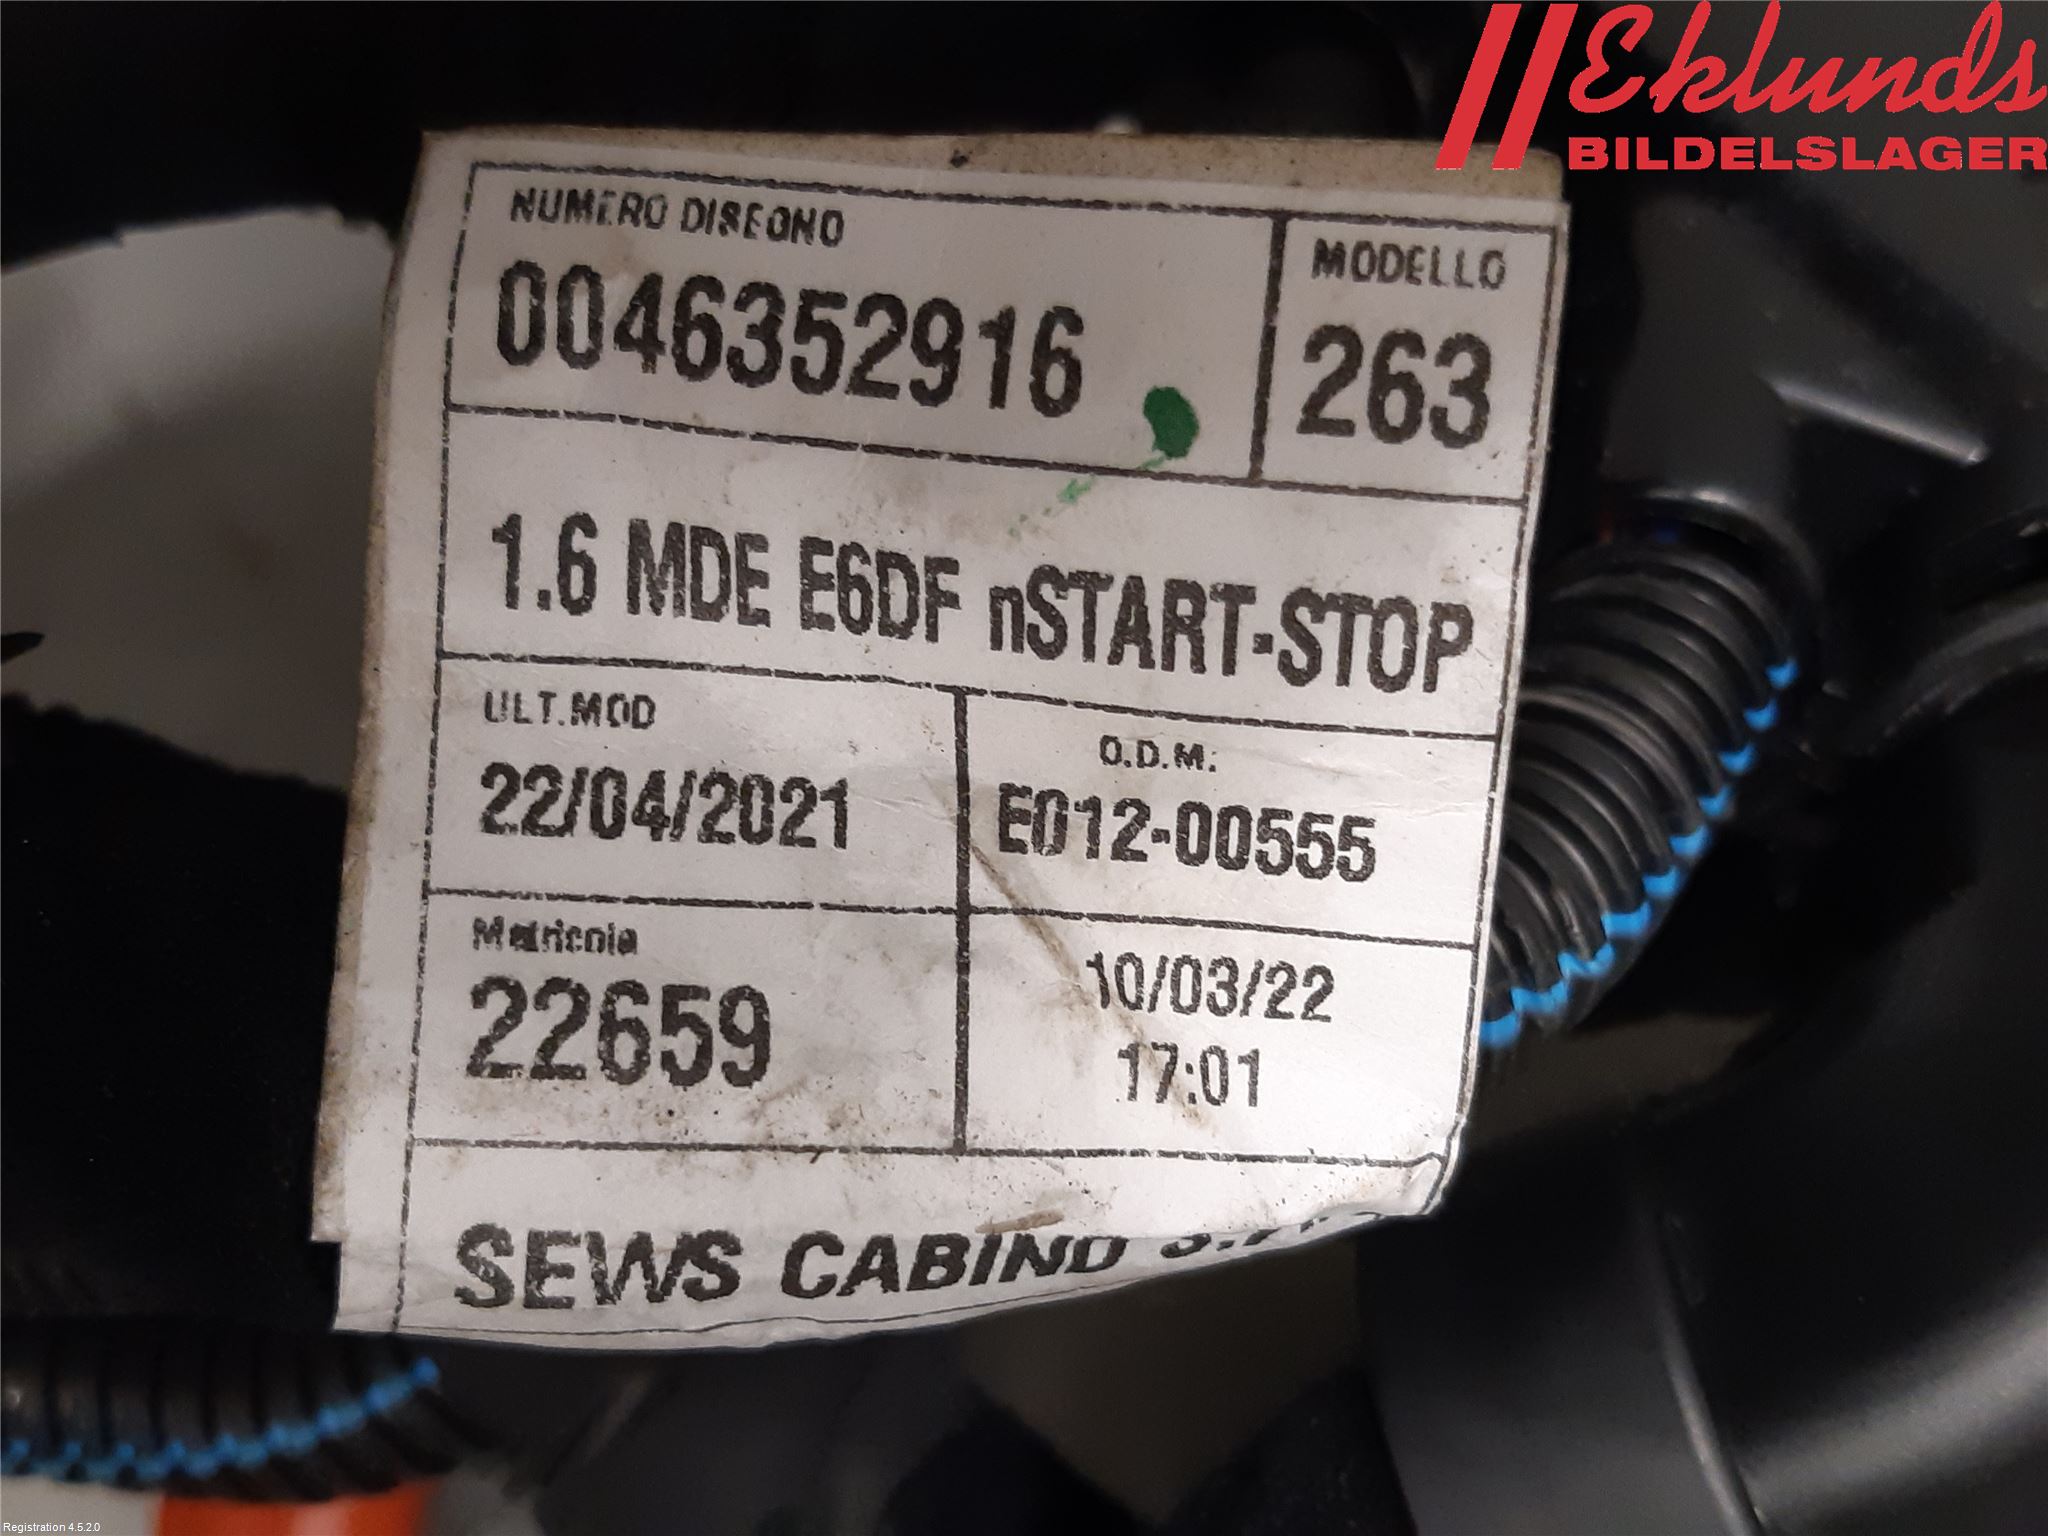 Eklunds
BILDELSLAGER
NUMERO DISEGNO
MODELLO
0046352916
263
1.6 MDE E6DF nSTART-STOP
ULT.MOD
O.D.M:
22/04/2021
E012-00555
Matricola
22659
10/03/22
17:01
SEWS CABIND
Registration 4.5.2.0